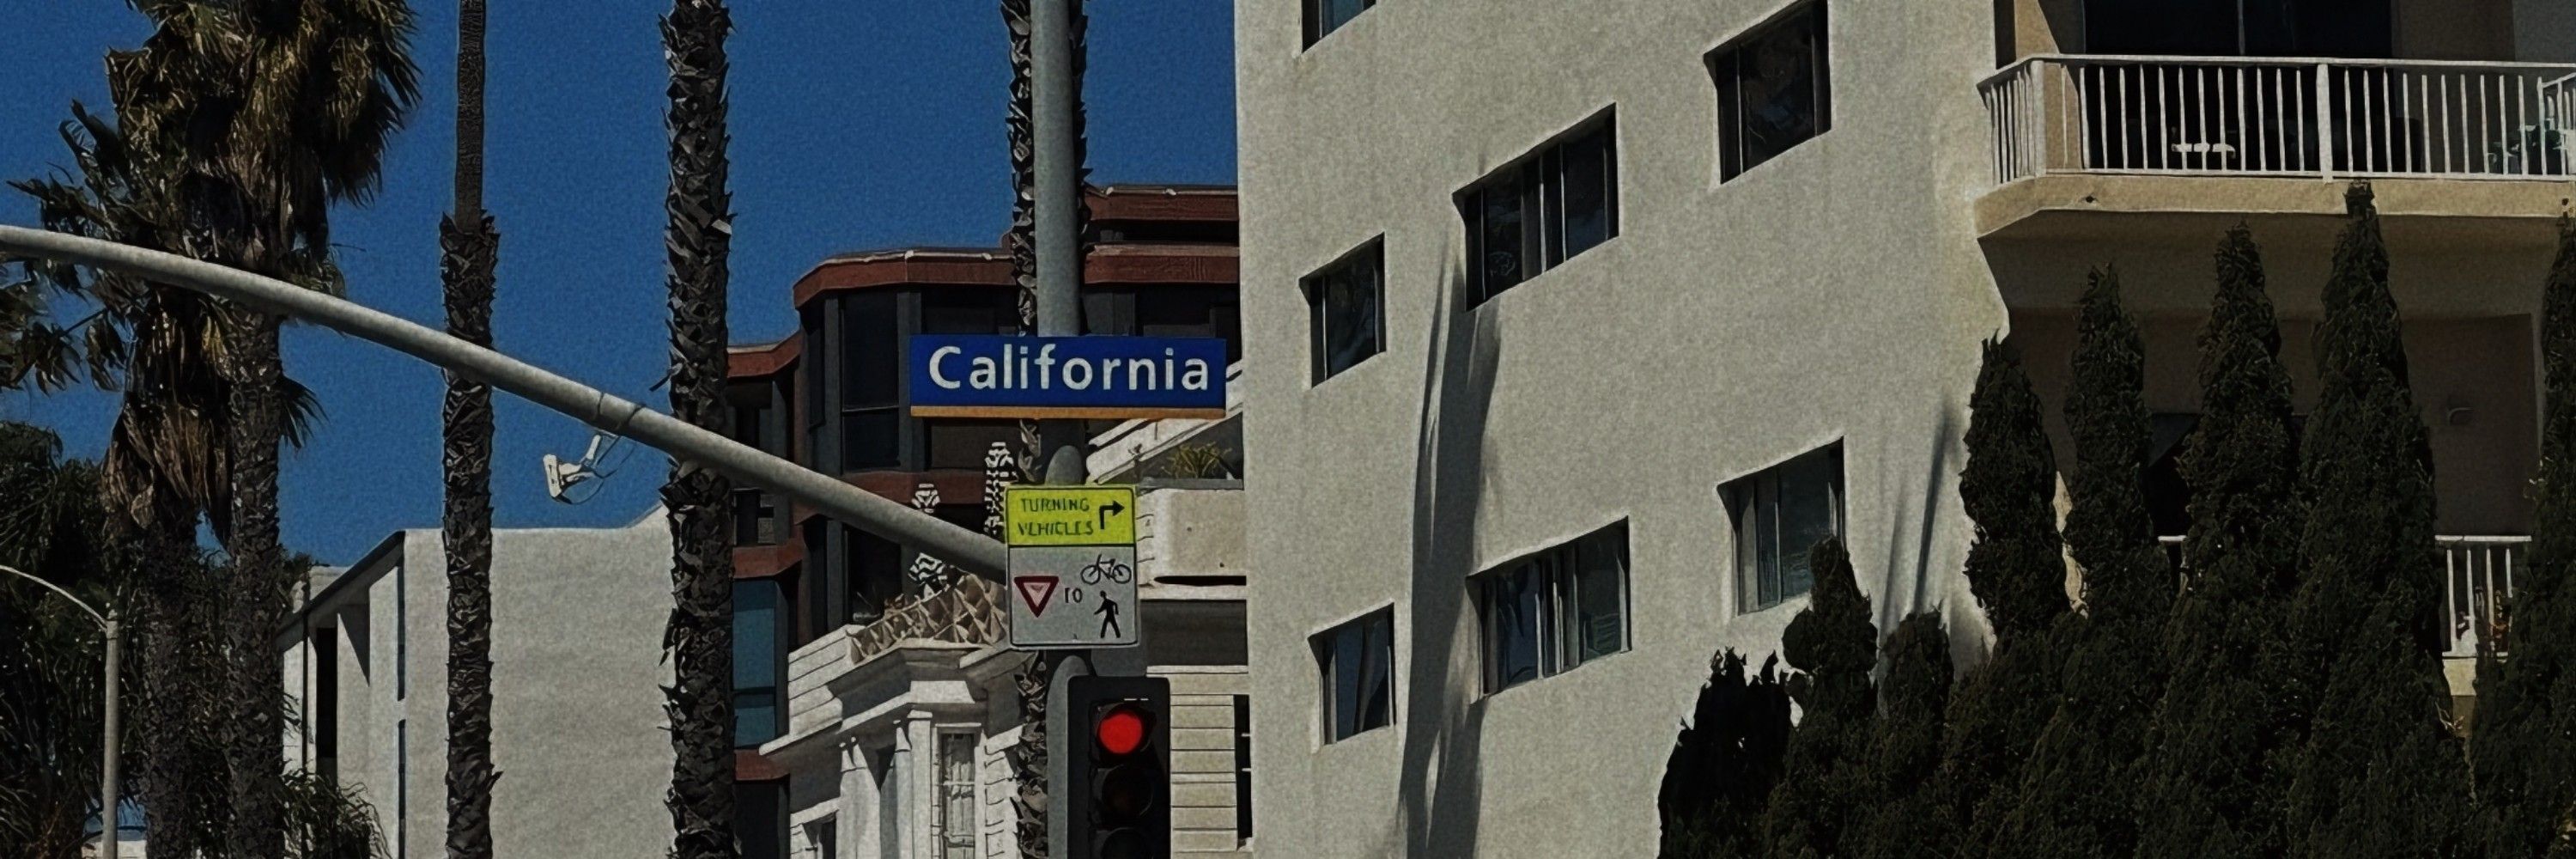 California
TURNING
VEHICLES
TO